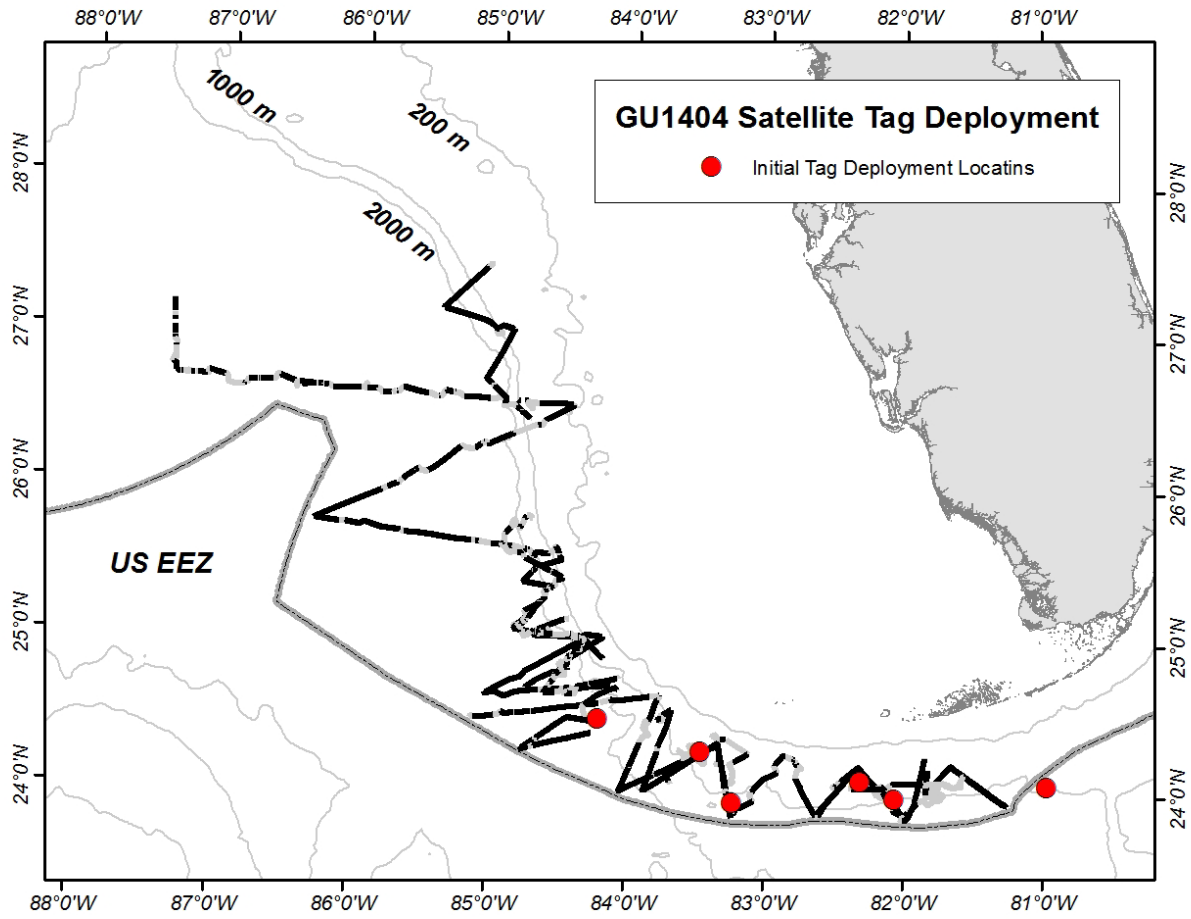 88°0'W 87°0'W 86°0'W 85°0'W 84°0'W 83°0'W 82°0'W 81°0'W
1000 m
200 m
2000 m
GU1404 Satellite Tag Deployment
Initial Tag Deployment Locatins
28°0'N
27°0'N
26°0'N
25°0'N
24°0'N
28°0'N
27°0'N
26°0'N
25°0'N
24°0'N
US EEZ
88°0'W 87°0'W 86°0'W 85°0'W 84°0'W 83°0'W 82°0'W 81°0'W